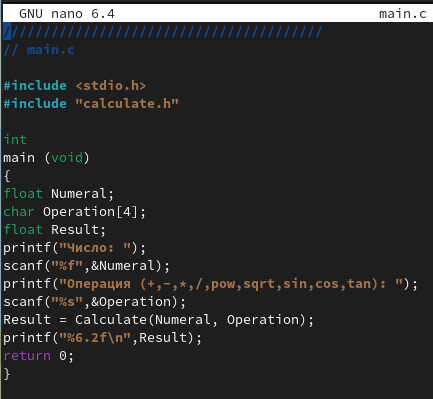 GNU nano 6.4 main.c
////////////////////////////////////////
// main.c
#include <stdio.h>
#include "calculate.h"
int
main (void)
{
float Numeral;
char Operation[4];
float Result;
printf("Число: ");
scanf("%f",&Numeral);
printf("Операция (+,-,*,/,pow,sqrt,sin,cos,tan): ");
scanf("%s",&Operation);
Result = Calculate(Numeral, Operation);
printf("%6.2f\n",Result);
return 0;
}